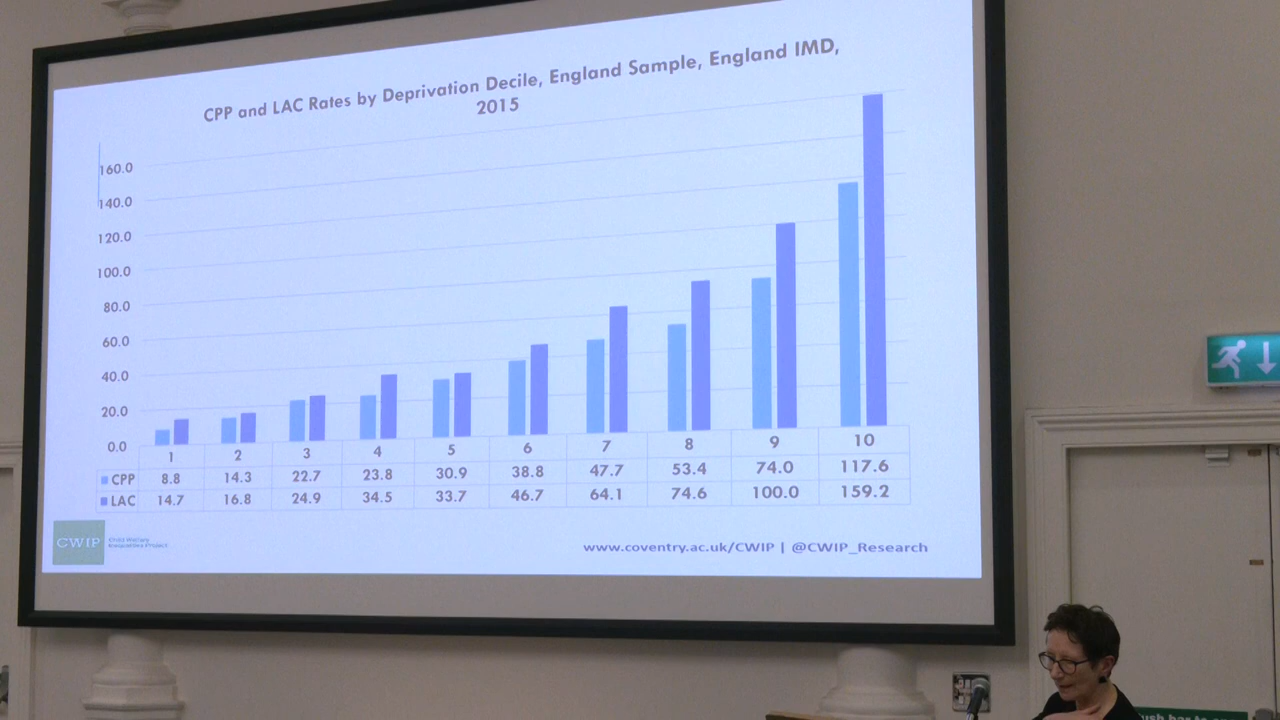 CPP and LAC Rates by Deprivation Decile, England Sample, England IMD,
2015
160.0
140.0
120.0
100.0
80.0
60.0
40.0
20.0
0.0
1 2 3 4 5 6 7 8 9 10
CPP 8.8 14.3 22.7 23.8 30.9 38.8 47.7 53.4 74.0 117.6
LAC 14.7 16.8 24.9 34.5 33.7 46.7 64.1 74.6 100.0 159.2
CWIP
Child Welfare
Inequalities Project
www.coventry.ac.uk/CWIP | @CWIP_Research
bar to